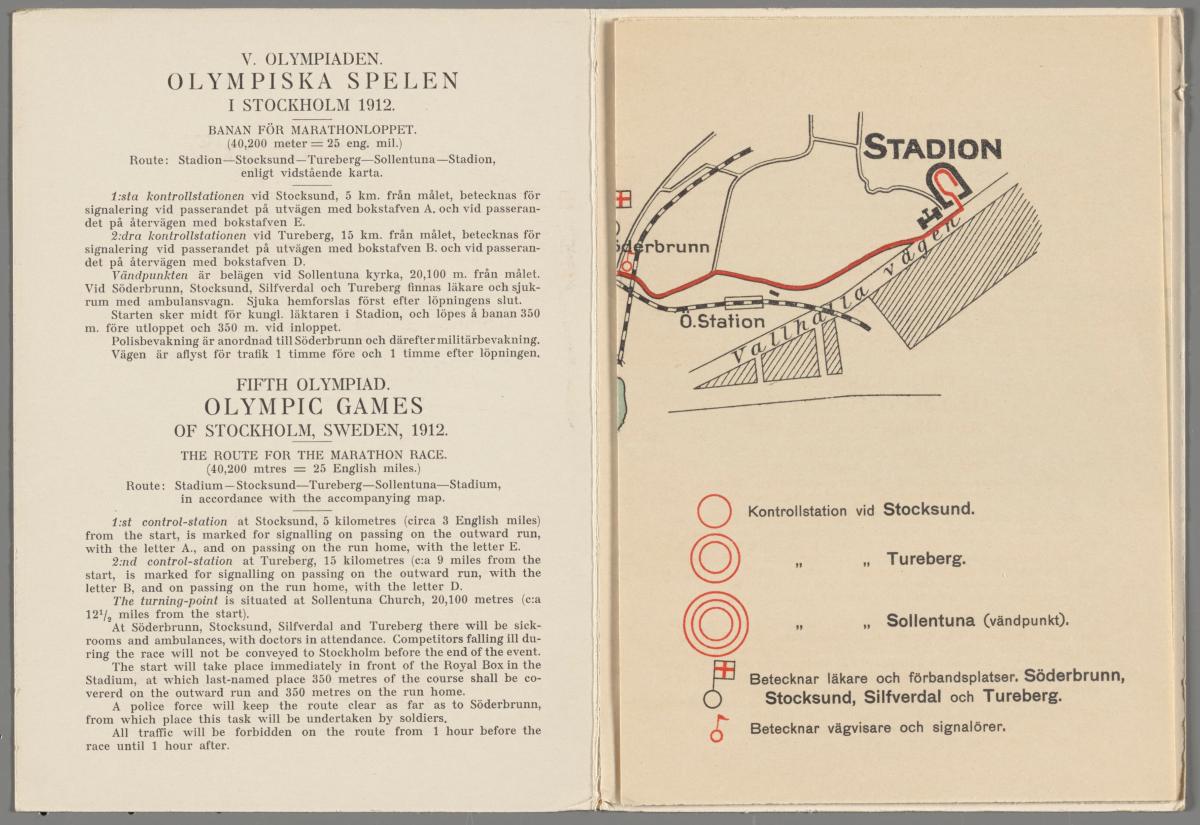 V. OLYMPIADEN.
OLYMPISKA SPELEN
I STOCKHOLM 1912.
BANAN FÖR MARATHONLOPPET.
(40,200 meter = 25 eng. mil.)
Route: Stadion—Stocksund—Tureberg—Sollentuna—Stadion,
enligt vidstående karta.
1:sta kontrollstationen vid Stocksund, 5 km. från målet, betecknas för
signalering vid passerandet på utvägen med bokstafven A. och vid passeran-
det på återvägen med bokstafven E.
2:dra kontrollstationen vid Tureberg, 15 km. från målet, betecknas för
signalering vid passerandet på utvägen med bokstafven B. och vid passeran-
det på återvägen med bokstafven D.
Vändpunkten är belägen vid Sollentuna kyrka, 20,100 m. från målet.
Vid Söderbrunn, Stocksund, Silfverdal och Tureberg finnas läkare och sjuk-
rum med ambulansvagn. Sjuka hemforslas först efter löpningens slut.
Starten sker midt för kungl. läktaren i Stadion, och löpes å banan 350
m. före utloppet och 350 m. vid inloppet.
Polisbevakning är anordnad till Söderbrunn och därefter militärbevakning.
Vägen är aflyst för trafik 1 timme före och 1 timme efter löpningen.
FIFTH OLYMPIAD.
OLYMPIC GAMES
OF STOCKHOLM, SWEDEN, 1912.
THE ROUTE FOR THE MARATHON RACE.
(40,200 mtres = 25 English miles.)
Route: Stadium—Stocksund—Tureberg—Sollentuna—Stadium,
in accordance with the accompanying map.
1:st control-station at Stocksund, 5 kilometres (circa 3 English miles)
from the start, is marked for signalling on passing on the outward run,
with the letter A., and on passing on the run home, with the letter E.
2:nd control-station at Tureberg, 15 kilometres (c:a 9 miles from the
start, is marked for signalling on passing on the outward run, with the
letter B, and on passing on the run home, with the letter D.
The turning-point is situated at Sollentuna Church, 20,100 metres (c:a
12¹/₂ miles from the start).
At Söderbrunn, Stocksund, Silfverdal and Tureberg there will be sick-
rooms and ambulances, with doctors in attendance. Competitors falling ill du-
ring the race will not be conveyed to Stockholm before the end of the event.
The start will take place immediately in front of the Royal Box in the
Stadium, at which last-named place 350 metres of the course shall be co-
vererd on the outward run and 350 metres on the run home.
A police force will keep the route clear as far as to Söderbrunn,
from which place this task will be undertaken by soldiers.
All traffic will be forbidden on the route from 1 hour before the
race until 1 hour after.
STADION
öderbrunn
Ö.Station
Vallhalla vägen
Kontrollstation vid Stocksund.
„ „ Tureberg.
„ „ Sollentuna (vändpunkt).
Betecknar läkare och förbandsplatser. Söderbrunn,
Stocksund, Silfverdal och Tureberg.
Betecknar vägvisare och signalörer.